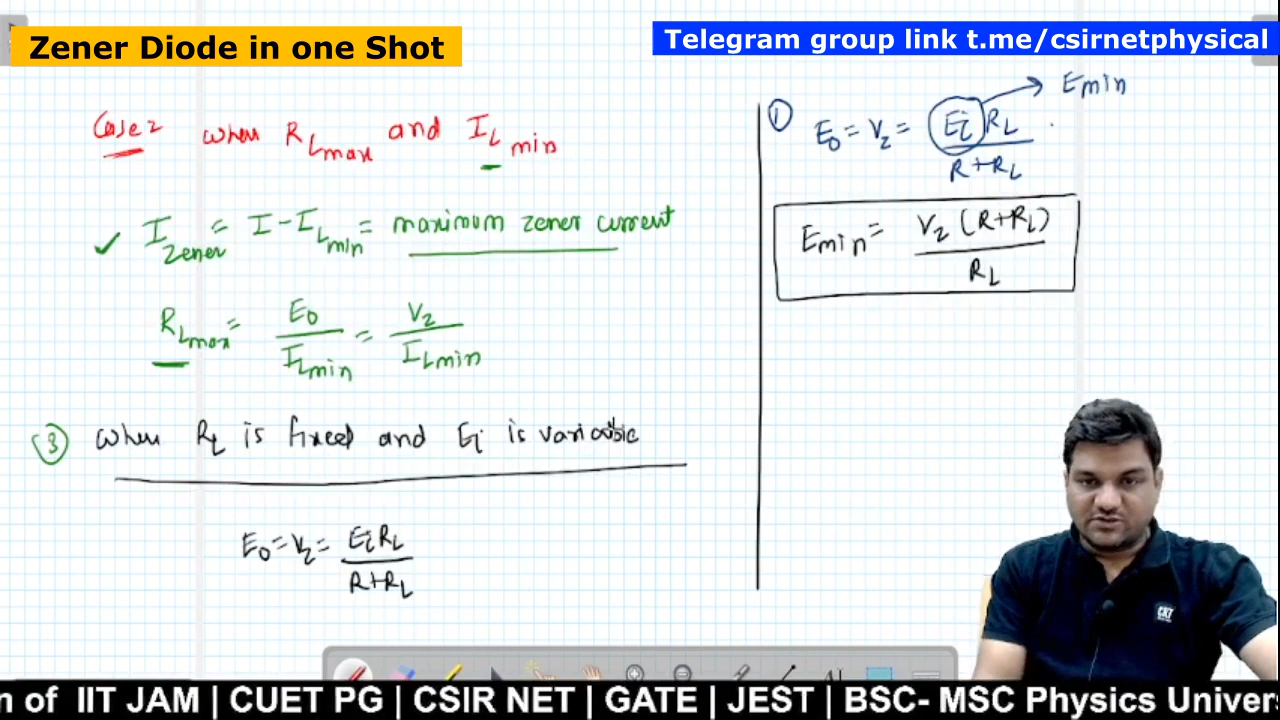 Zener Diode in one Shot
Telegram group link t.me/csirnetphysical
Case 2 when R_Lmax and I_Lmin
✓ I_Zener = I - I_Lmin = maximum zener current
R_Lmax = E_0 / I_Lmin = V_Z / I_Lmin
③ When R_L is fixed and E_i is variable
E_0 = V_Z = E_i R_L / R+R_L
① E_0 = V_Z = E_i R_L / R+R_L → E_min
E_min = V_Z (R+R_L) / R_L
n of IIT JAM | CUET PG | CSIR NET | GATE | JEST | BSC- MSC Physics Univers